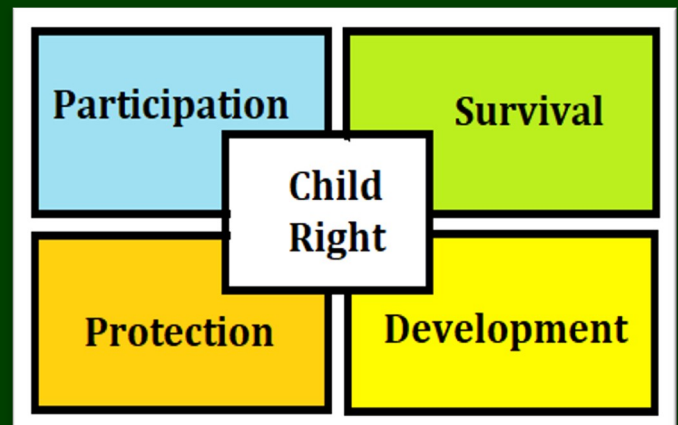 Participation
Survival
Child
Right
Protection
Development